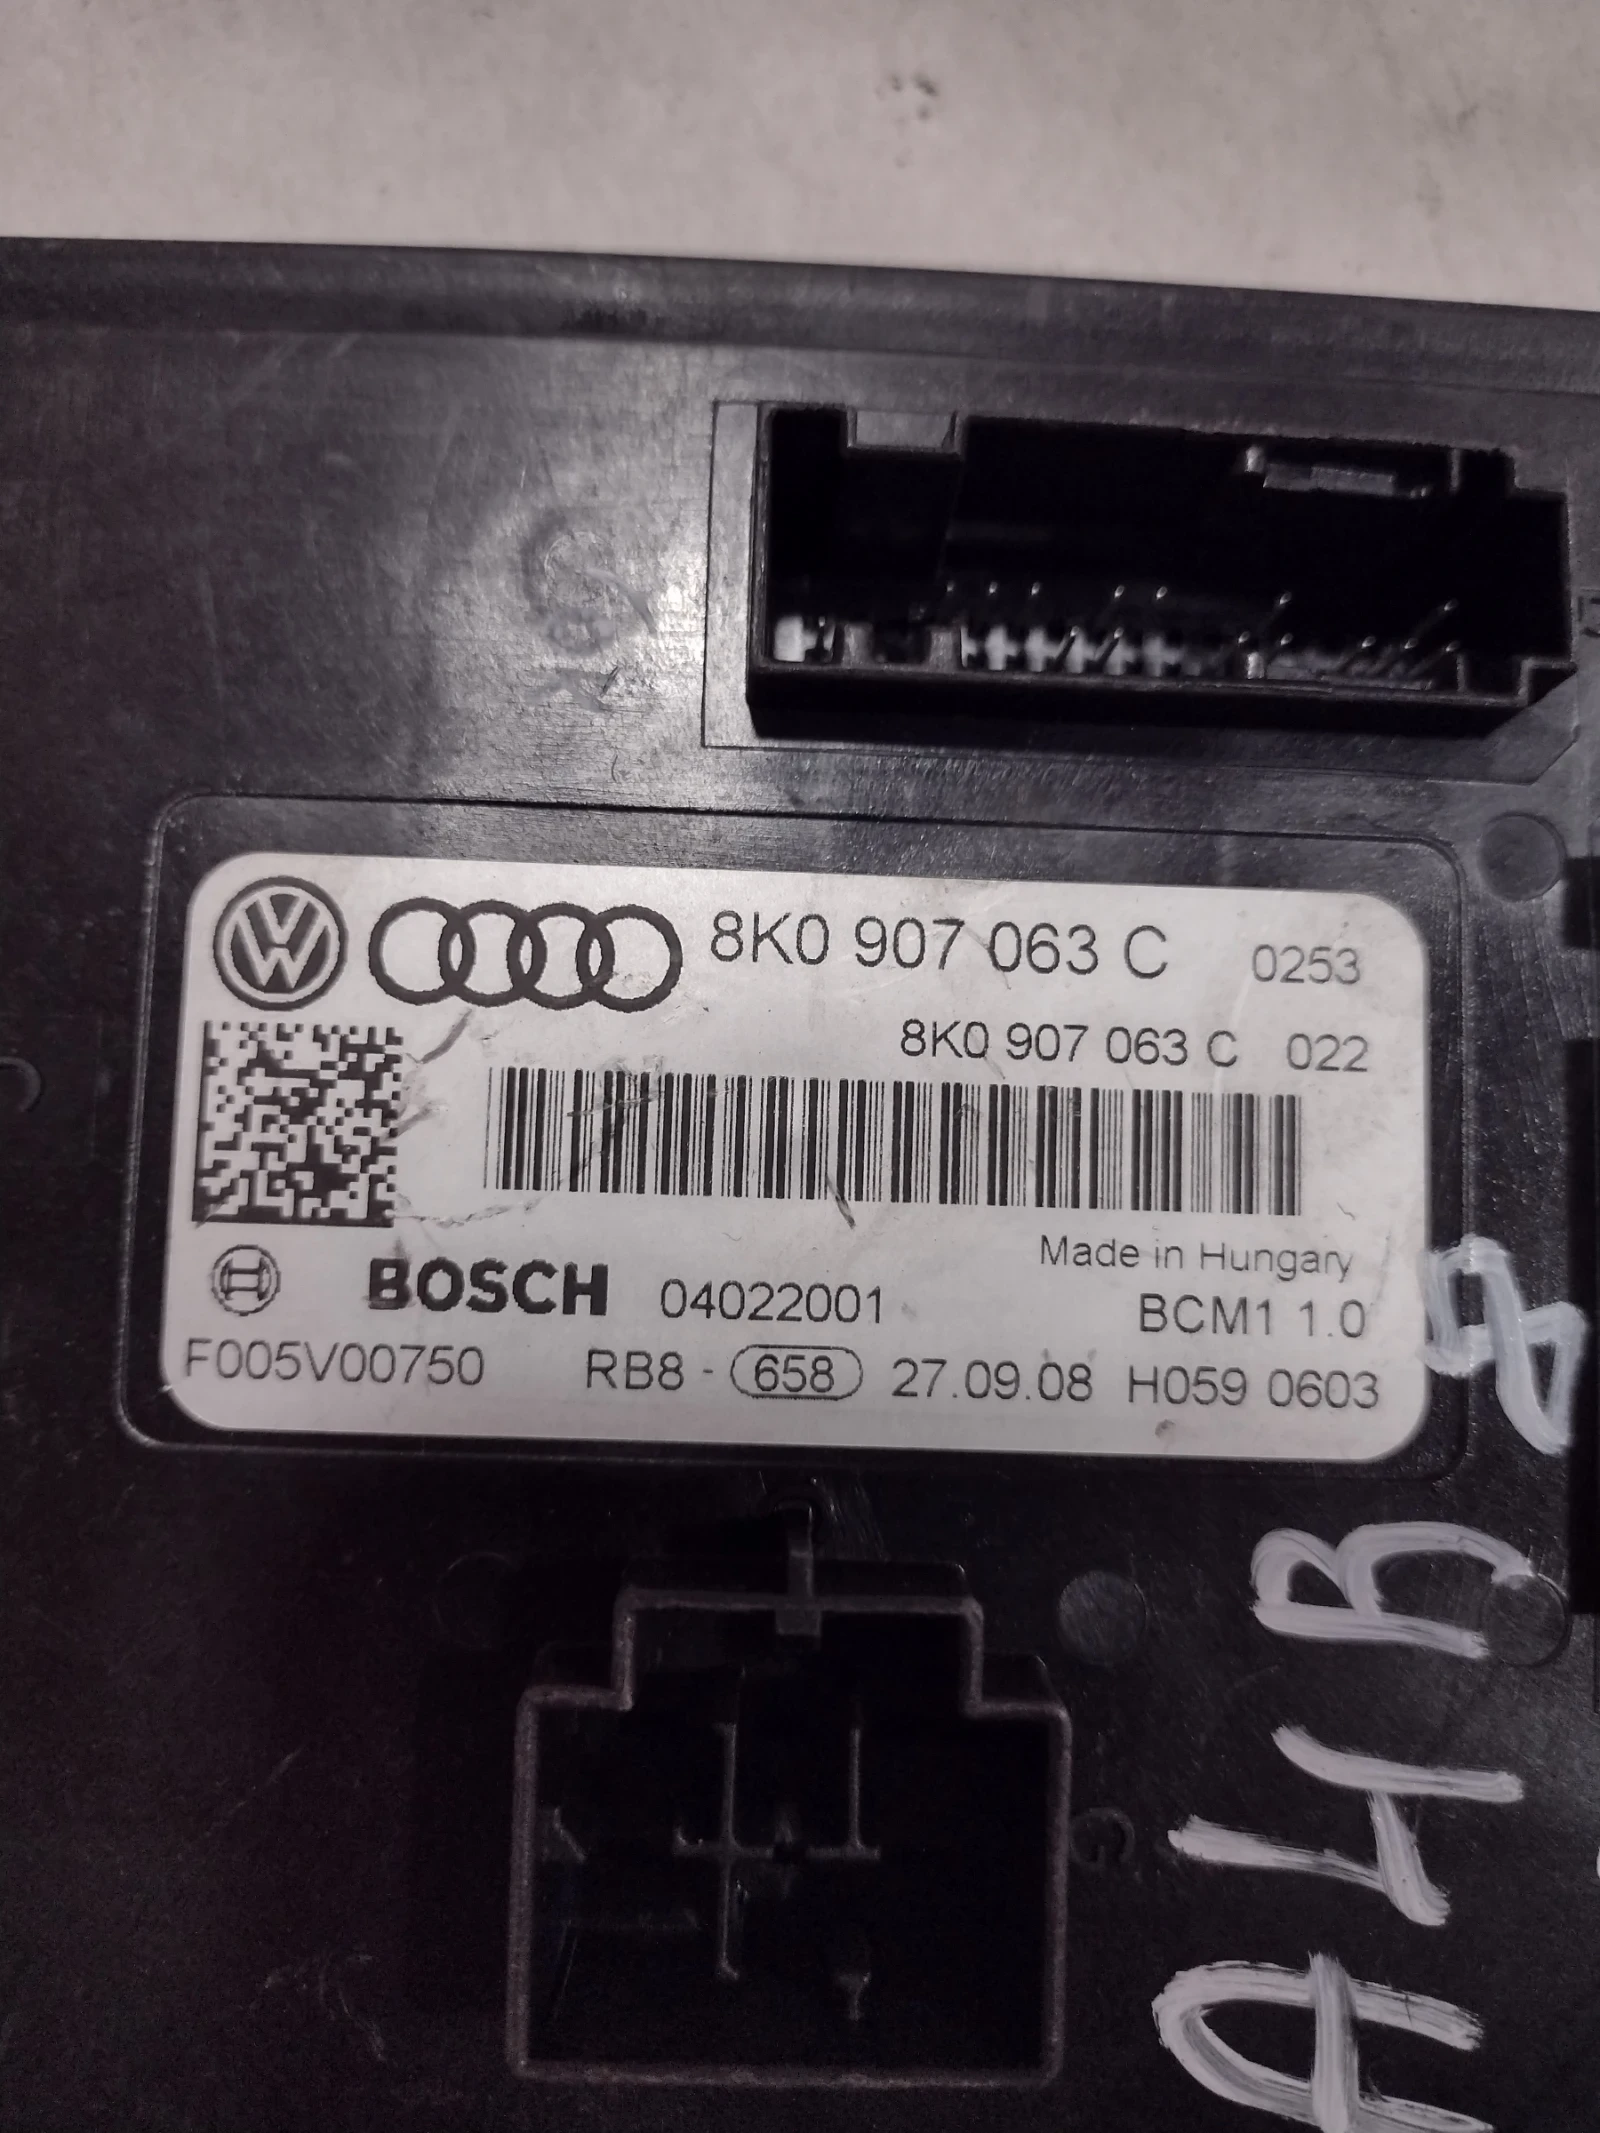 8K0 907 063 C 0253
8K0 907 063 C 022
Made in Hungary
BOSCH 04022001 BCM1 1.0
F005V00750 RB8 - 658 27.09.08 H059 0603